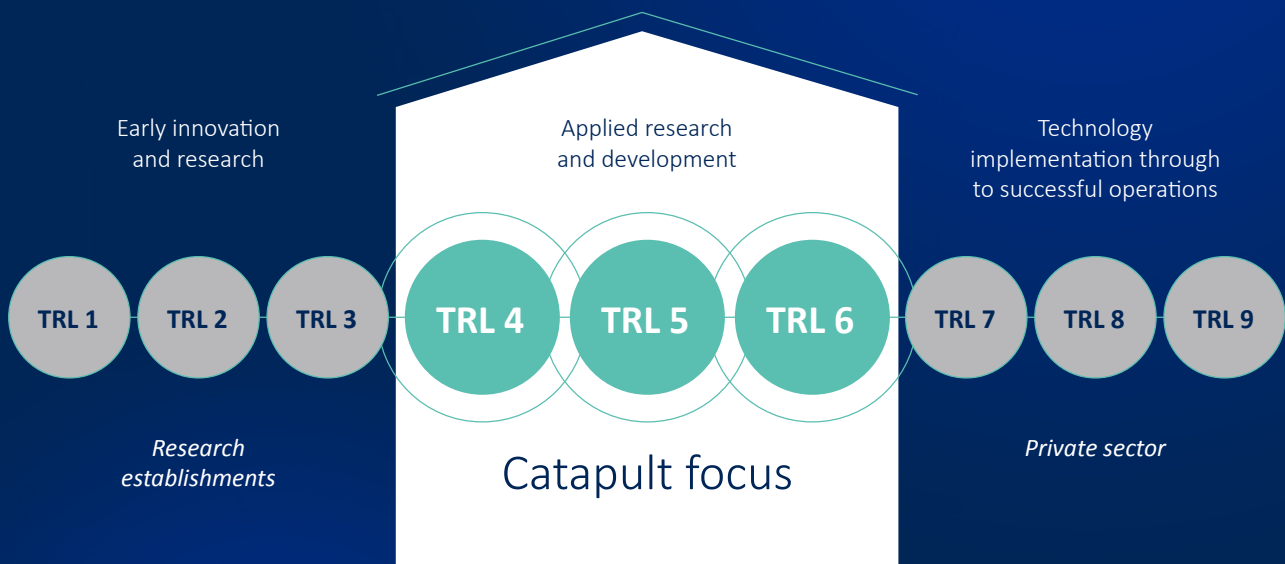 Early innovation
and research
Applied research
and development
Technology
implementation through
to successful operations
TRL 1
TRL 2
TRL 3
TRL 4
TRL 5
TRL 6
TRL 7
TRL 8
TRL 9
Research
establishments
Catapult focus
Private sector